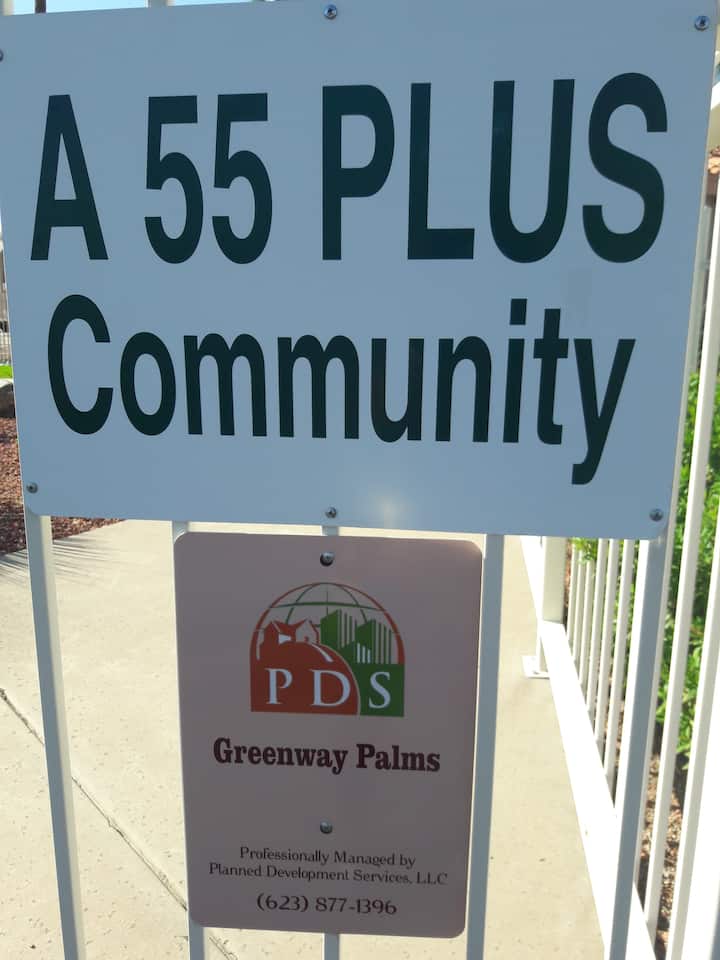 A 55 PLUS
Community
PDS
Greenway Palms
Professionally Managed by
Planned Development Services, LLC
(623) 877-1396